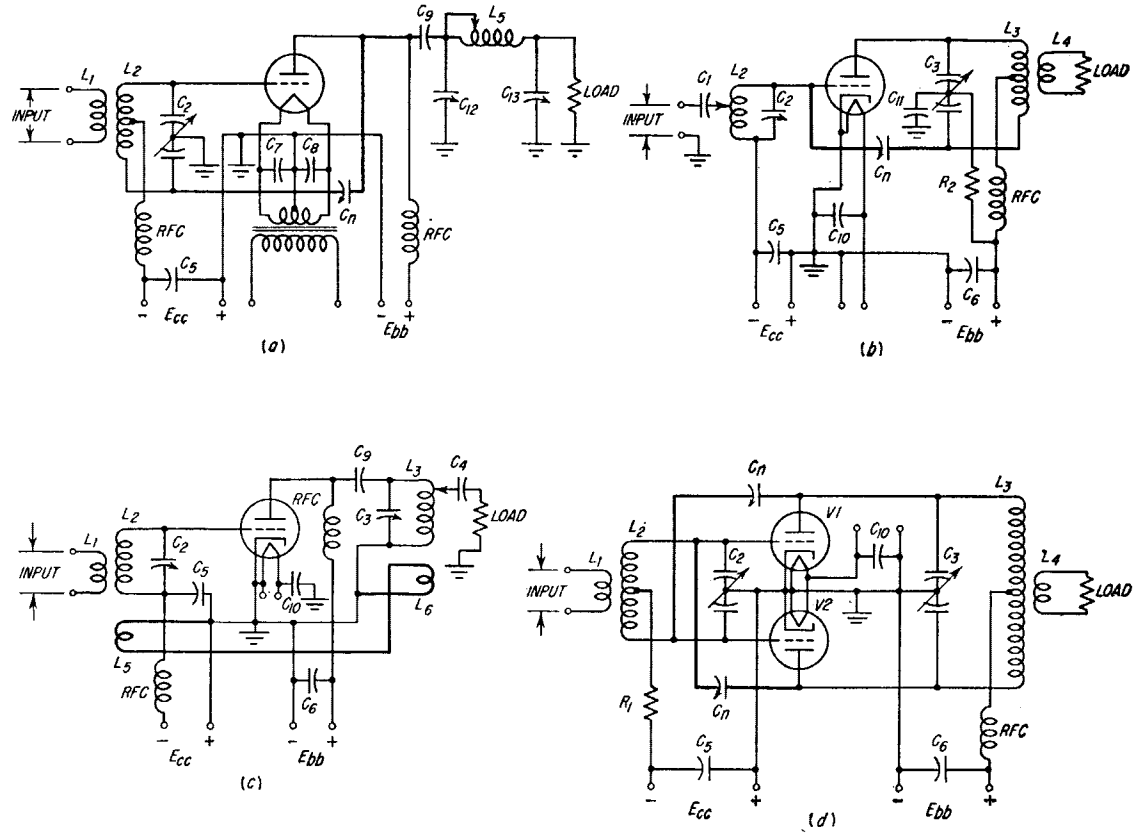 L1 L2 C2 C9 L5
INPUT
C12 C13 LOAD
C7 C8
Cn
RFC RFC
C5
- Ecc + - Ebb +
(a)
L3 L4
C1 L2 C2 C3 C11 LOAD
INPUT
Cn
R2 RFC
C10
C5 C6
- Ecc + - Ebb +
(b)
C9 L3 C4
RFC
L1 L2 C2 C3 LOAD
INPUT
C5 C10
L6
L5
RFC C6
- Ecc + - Ebb +
(c)
Cn L3
V1
L1 L2 C2 C10 C3 L4
INPUT LOAD
V2
R1 Cn RFC
C5 C6
- Ecc + - Ebb +
(d)